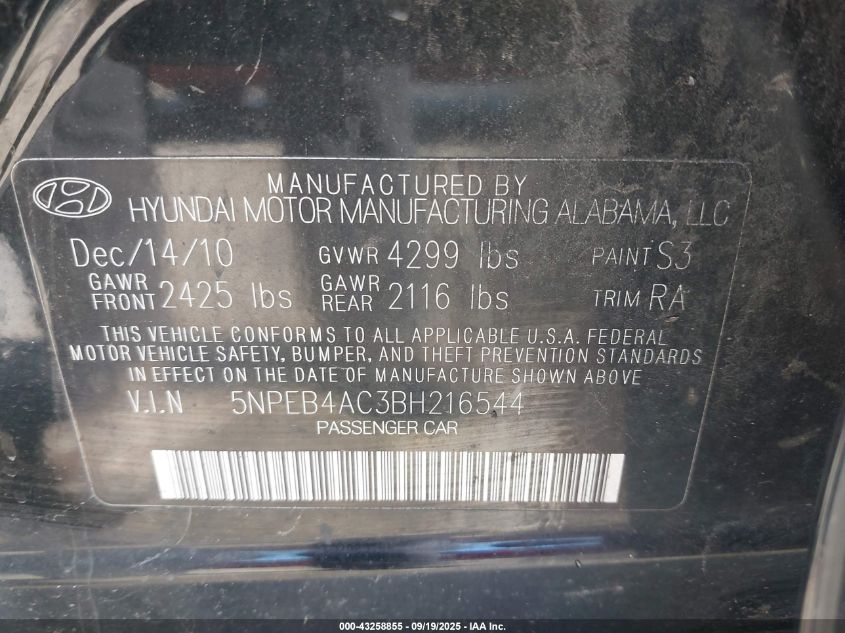 MANUFACTURED BY
HYUNDAI MOTOR MANUFACTURING ALABAMA, LLC
Dec/14/10 GVWR 4299 lbs PAINT S3
GAWR FRONT 2425 lbs GAWR REAR 2116 lbs TRIM RA
THIS VEHICLE CONFORMS TO ALL APPLICABLE U.S.A. FEDERAL
MOTOR VEHICLE SAFETY, BUMPER, AND THEFT PREVENTION STANDARDS
IN EFFECT ON THE DATE OF MANUFACTURE SHOWN ABOVE
V.I.N 5NPEB4AC3BH216544
PASSENGER CAR
000-43258855 - 09/19/2025 - IAA Inc.